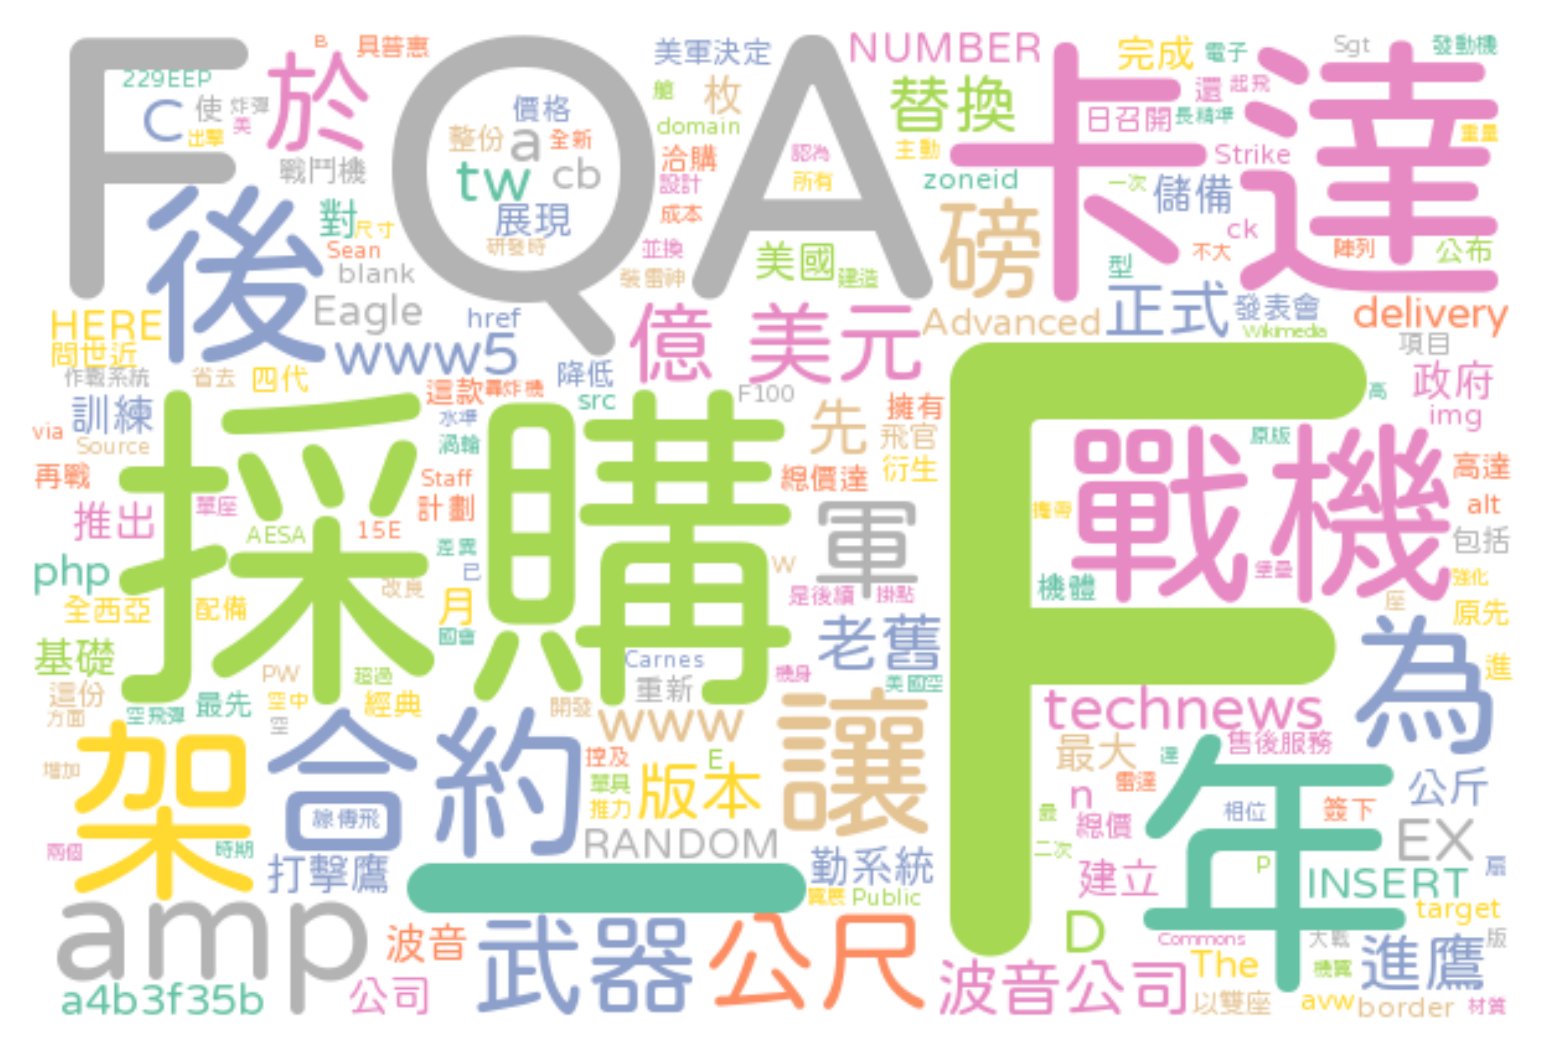 F QA 卡達
229EEP B 具普惠 美軍決定 NUMBER 完成 電子 Sgt 發動機
C 使 炸彈 於 價格 艙 枚 替換 還 起飛
美 出擊 整份 a 全新 domain 日召開 長精準 重量
戰鬥機 tw cb 洽購 認為 主動 Strike
後 對 尺寸 展現 設計 所有 zoneid 一次 儲備
Sean 研發時 成本 磅 ck 不大 陣列 公布
blank 並換 美國 型
Eagle 裝雷神 建造 正式 發表會 delivery
HERE href 億 美元 Advanced Wikimedia
問世近 www5 項目
作戰系統 省去 四代 這款 轟炸機 降低 F100 F 高 政府
訓練 水準 src 先 擁有 img
via Source 渦輪 飛官 戰機 原版
再戰 採購 Staff 總價達 衍生 高達
推出 單座 計劃 軍 攜帶 alt
AESA 15E 差異 W 包括
php 改良 已 是後續 掛點 機體 堡壘 強化
全西亞 配備 月 座 原先
基礎 國會 Carnes 老舊 為 進
PW 超過 重新 機身 美國空
這份 最先 空中 經典 開發 讓 technews
方面 空飛彈 空 www 最大 達 售後服務
架 合約 控及 E 年
增加 單具 版本 雷達 公斤
線傳飛 推力 n 最 相位 簽下
兩個 時期 RANDOM 總價 EX
打擊鷹 一 勤系統 二次 P 扇
amp 翼展 Public 建立 INSERT
波音 武器 公尺 D Commons target
The 大戰 版
a4b3f35b 公司 波音公司 機翼 進鷹
以雙座 avw border 材質